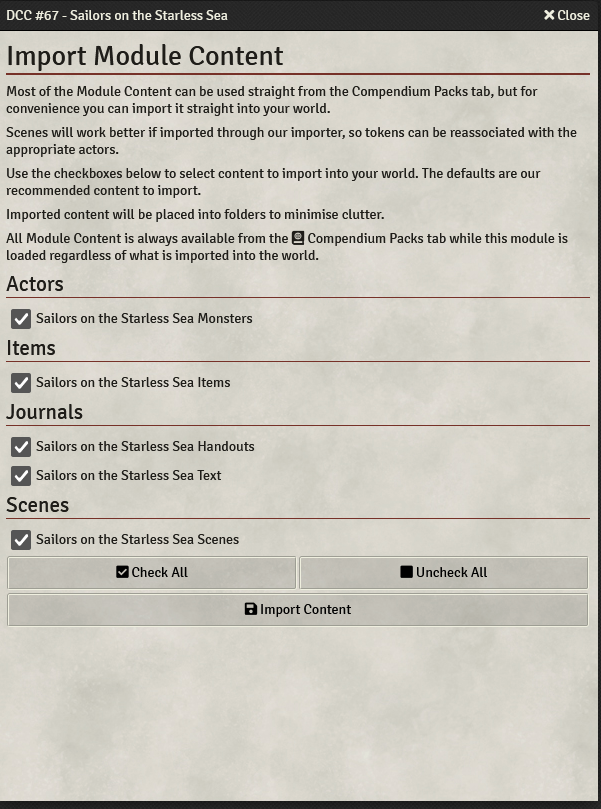 DCC #67 - Sailors on the Starless Sea
Close
Import Module Content
Most of the Module Content can be used straight from the Compendium Packs tab, but for
convenience you can import it straight into your world.
Scenes will work better if imported through our importer, so tokens can be reassociated with the
appropriate actors.
Use the checkboxes below to select content to import into your world. The defaults are our
recommended content to import.
Imported content will be placed into folders to minimise clutter.
All Module Content is always available from the Compendium Packs tab while this module is
loaded regardless of what is imported into the world.
Actors
Sailors on the Starless Sea Monsters
Items
Sailors on the Starless Sea Items
Journals
Sailors on the Starless Sea Handouts
Sailors on the Starless Sea Text
Scenes
Sailors on the Starless Sea Scenes
Check All
Uncheck All
Import Content